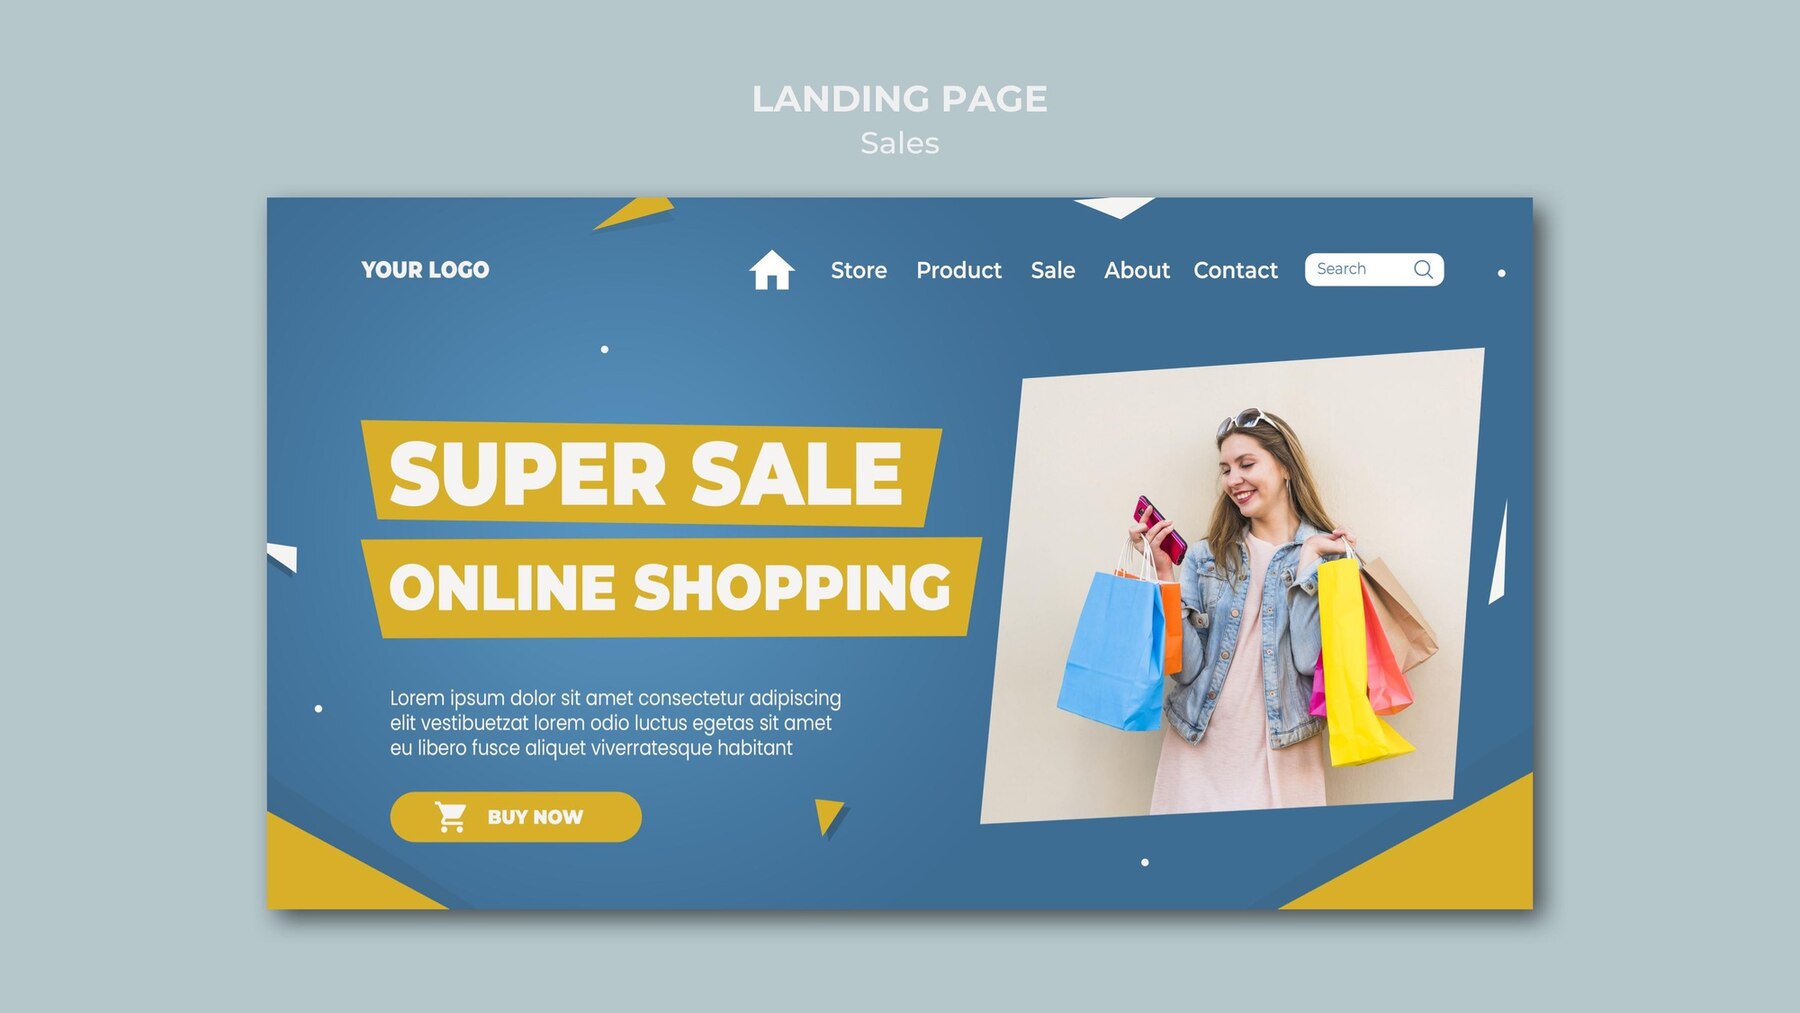 LANDING PAGE
Sales
YOUR LOGO
Store Product Sale About Contact Search
SUPER SALE
ONLINE SHOPPING
Lorem ipsum dolor sit amet consectetur adipiscing
elit vestibuetzat lorem odio luctus egetas sit amet
eu libero fusce aliquet viverratesque habitant
BUY NOW